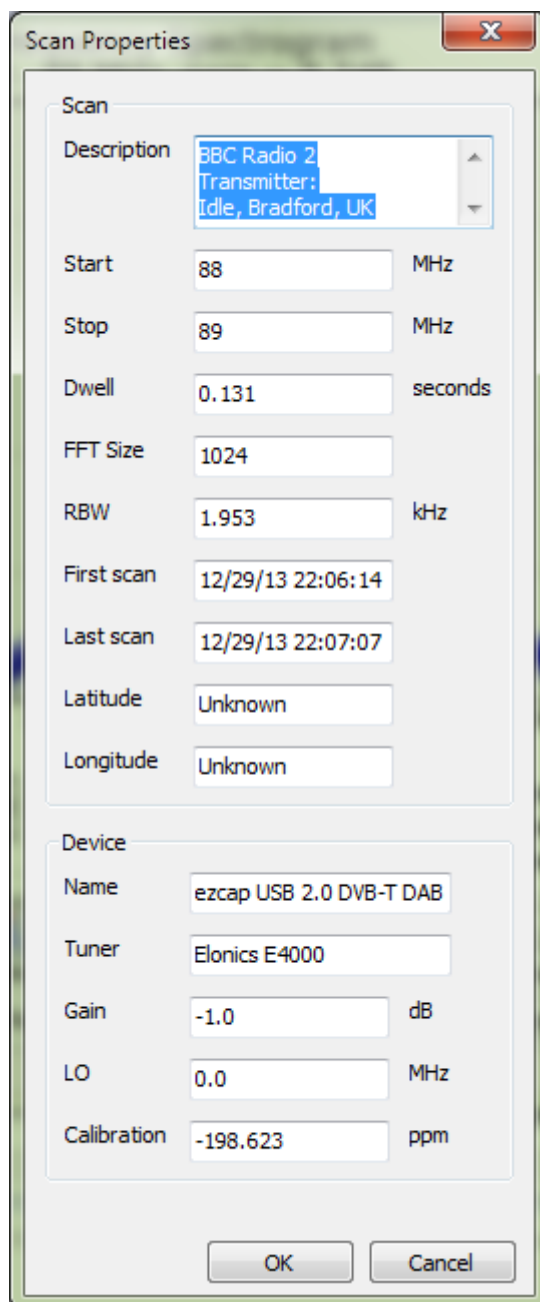 Scan Properties
Scan
Description
BBC Radio 2
Transmitter:
Idle, Bradford, UK
Start 88 MHz
Stop 89 MHz
Dwell 0.131 seconds
FFT Size 1024
RBW 1.953 kHz
First scan 12/29/13 22:06:14
Last scan 12/29/13 22:07:07
Latitude Unknown
Longitude Unknown
Device
Name ezcap USB 2.0 DVB-T DAB
Tuner Elonics E4000
Gain -1.0 dB
LO 0.0 MHz
Calibration -198.623 ppm
OK Cancel